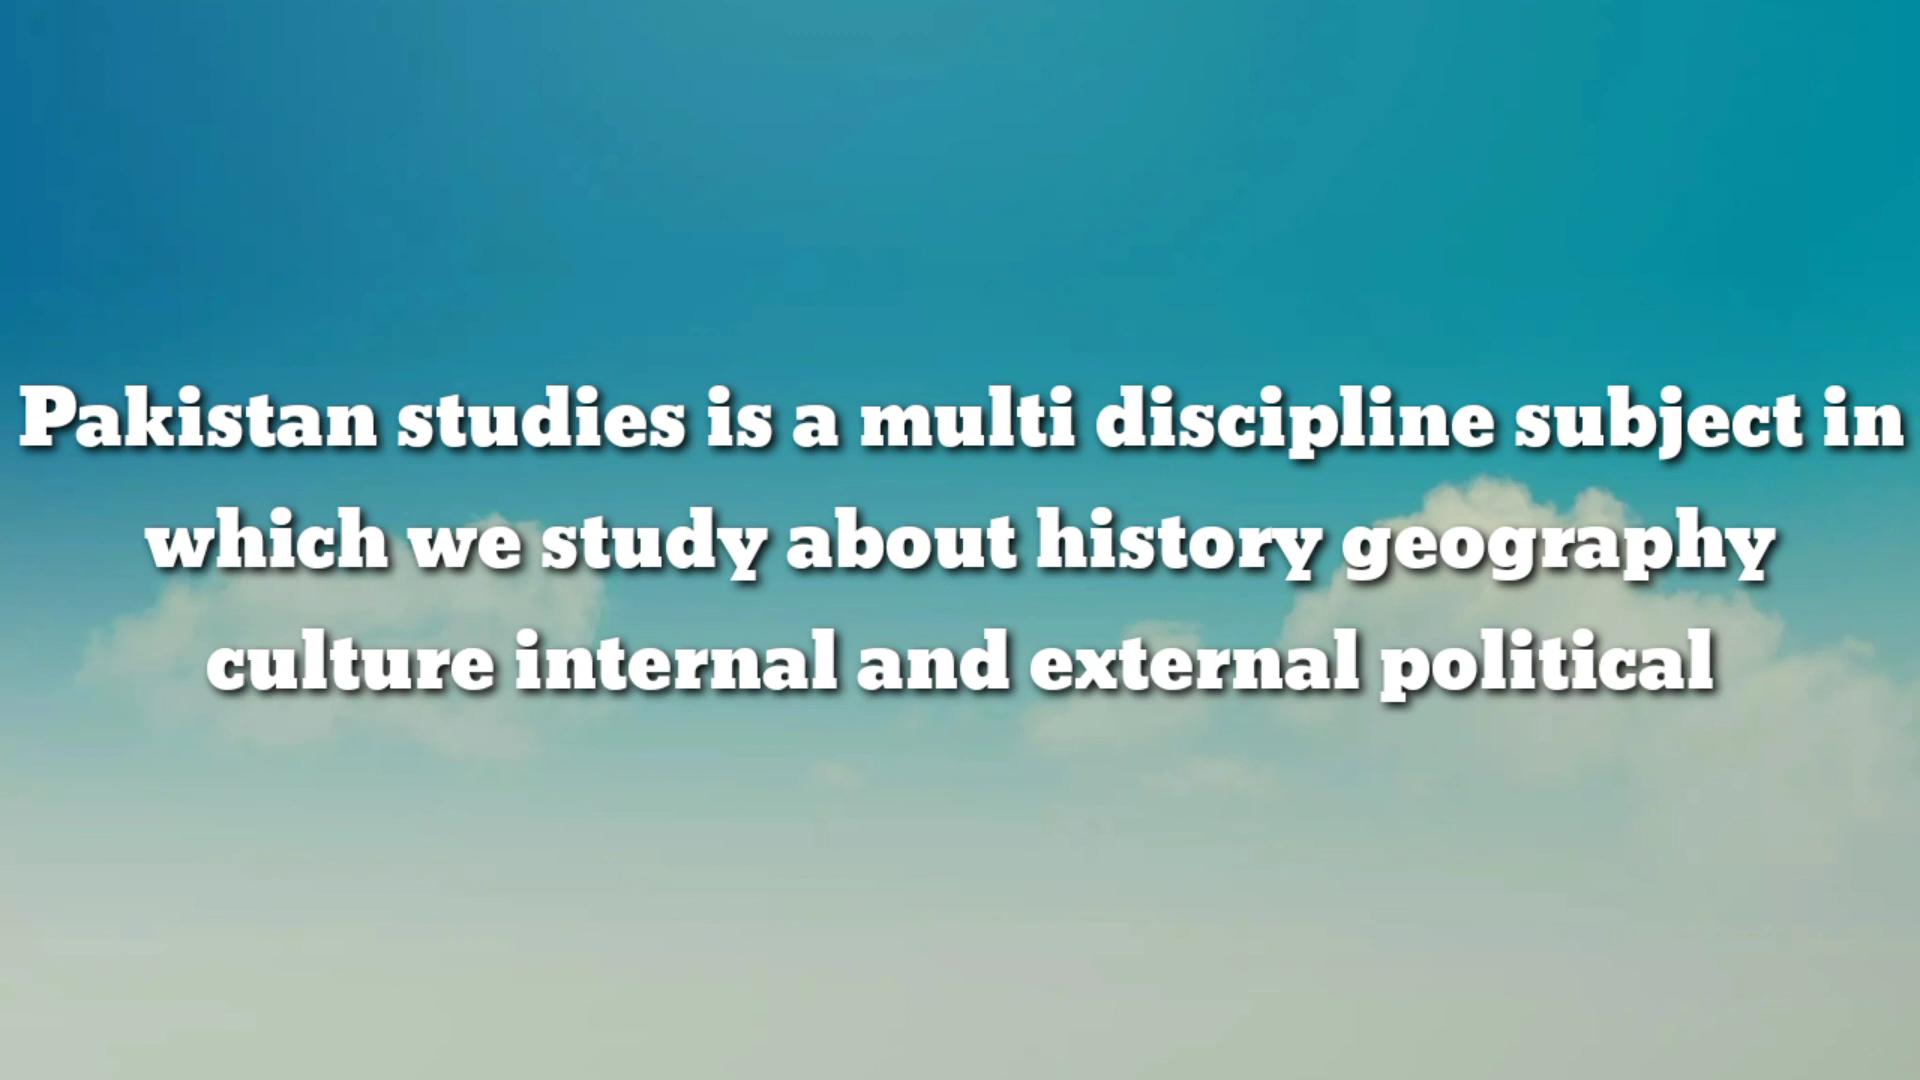 Pakistan studies is a multi discipline subject in
which we study about history geography
culture internal and external political